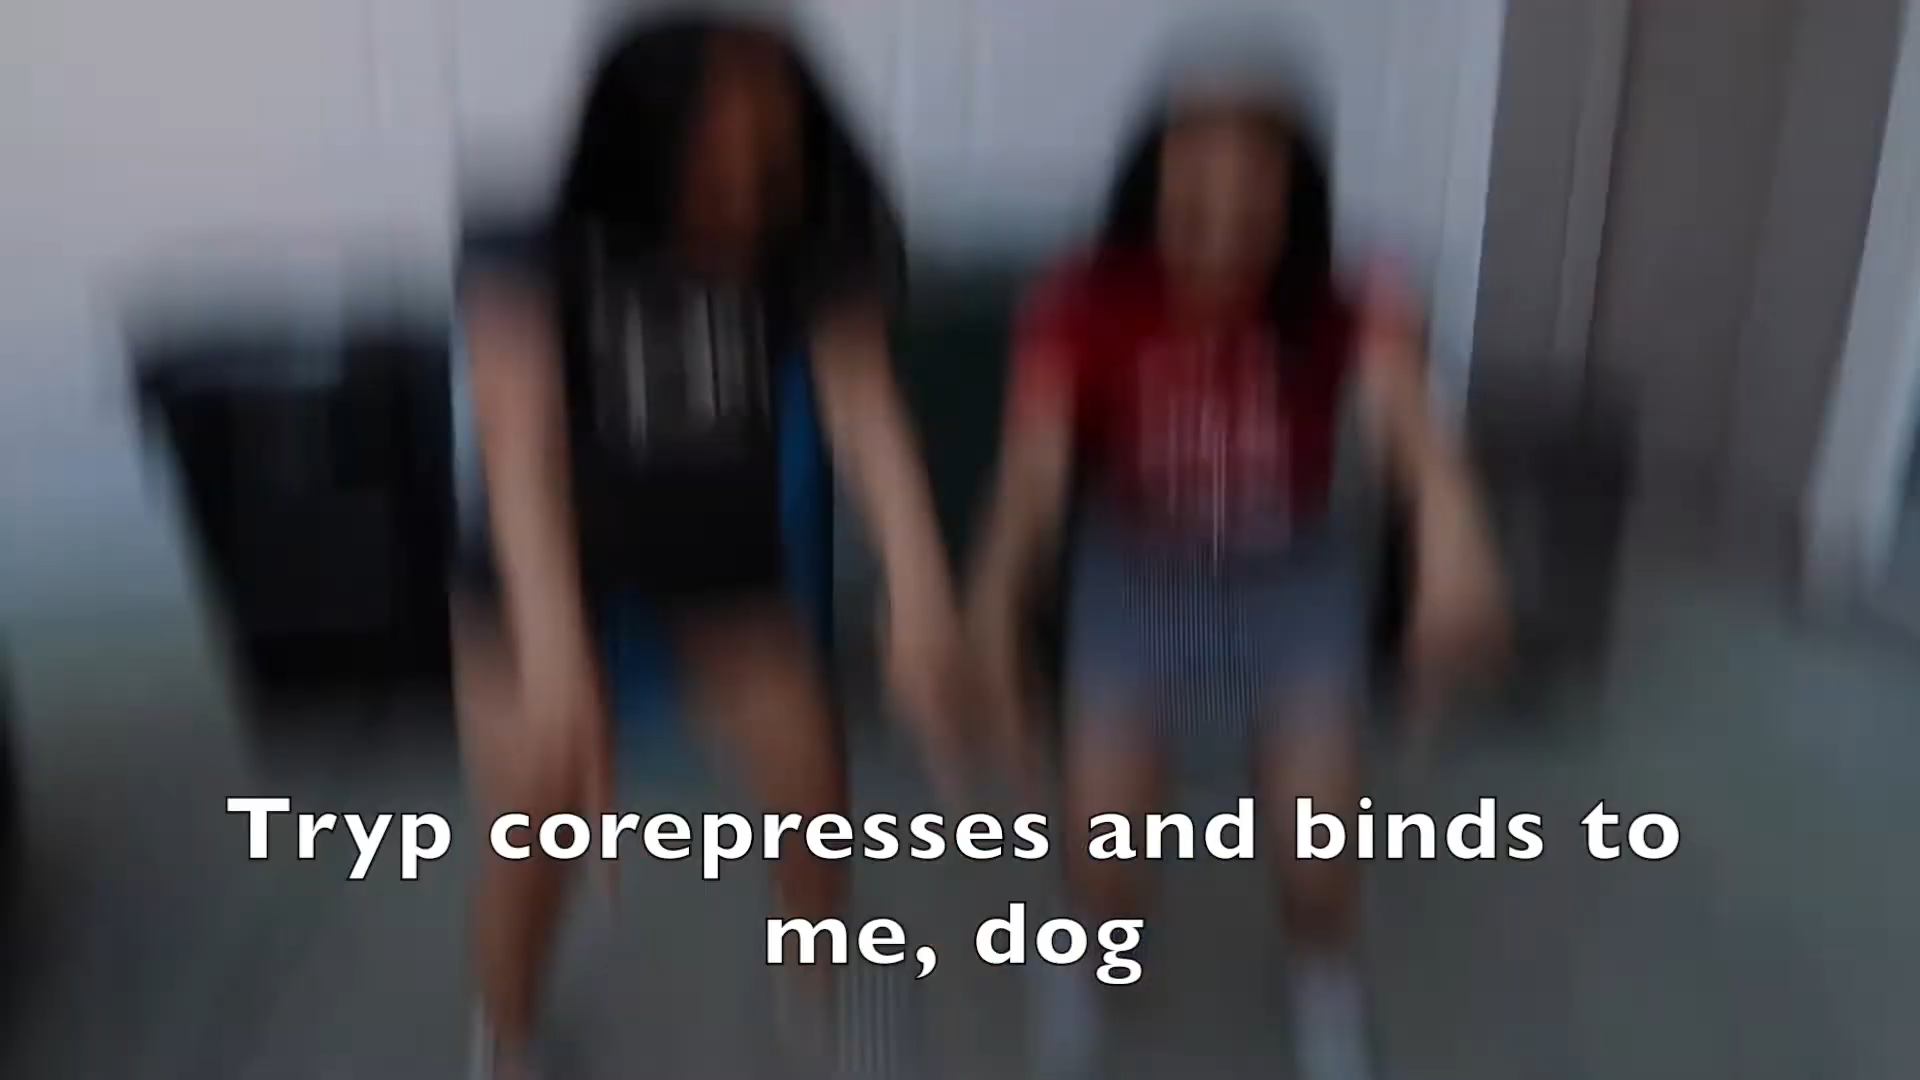 Tryp corepresses and binds to
me, dog